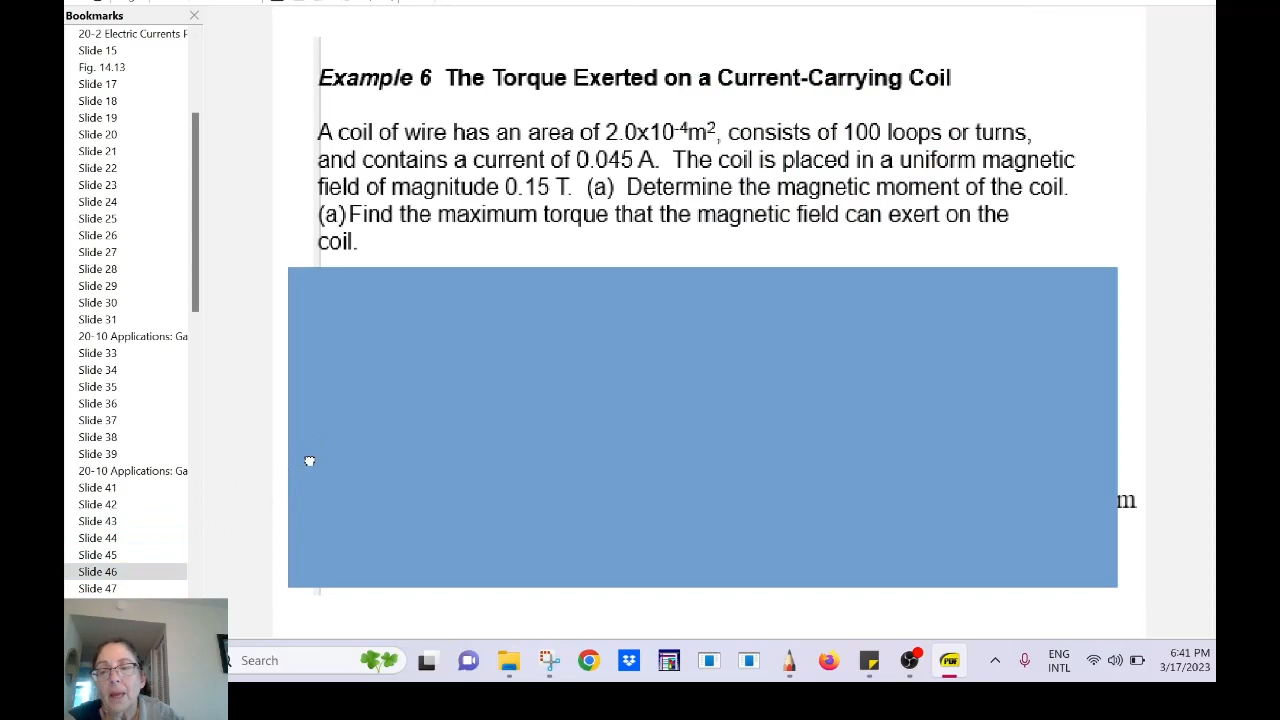 Bookmarks
20-2 Electric Currents P
Slide 15
Fig. 14.13
Slide 17
Slide 18
Slide 19
Slide 20
Slide 21
Slide 22
Slide 23
Slide 24
Slide 25
Slide 26
Slide 27
Slide 28
Slide 29
Slide 30
Slide 31
20-10 Applications: Ga
Slide 33
Slide 34
Slide 35
Slide 36
Slide 37
Slide 38
Slide 39
20-10 Applications: Ga
Slide 41
Slide 42
Slide 43
Slide 44
Slide 45
Slide 46
Slide 47
Example 6 The Torque Exerted on a Current-Carrying Coil
A coil of wire has an area of 2.0x10⁻⁴m², consists of 100 loops or turns,
and contains a current of 0.045 A. The coil is placed in a uniform magnetic
field of magnitude 0.15 T. (a) Determine the magnetic moment of the coil.
(a)Find the maximum torque that the magnetic field can exert on the
coil.
m
Search
PDF
ENG
INTL
6:41 PM
3/17/2023